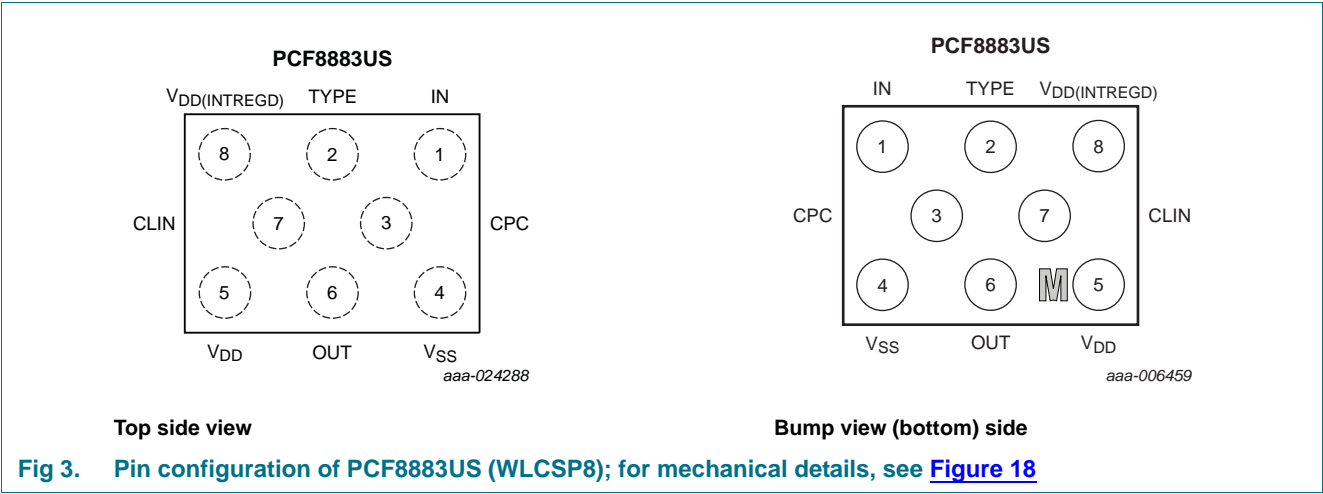 PCF8883US
VDD(INTREGD) TYPE IN
8 2 1
CLIN 7 3 CPC
5 6 4
VDD OUT VSS
aaa-024288
Top side view
PCF8883US
IN TYPE VDD(INTREGD)
1 2 8
CPC 3 7 CLIN
4 6 M 5
VSS OUT VDD
aaa-006459
Bump view (bottom) side
Fig 3. Pin configuration of PCF8883US (WLCSP8); for mechanical details, see Figure 18